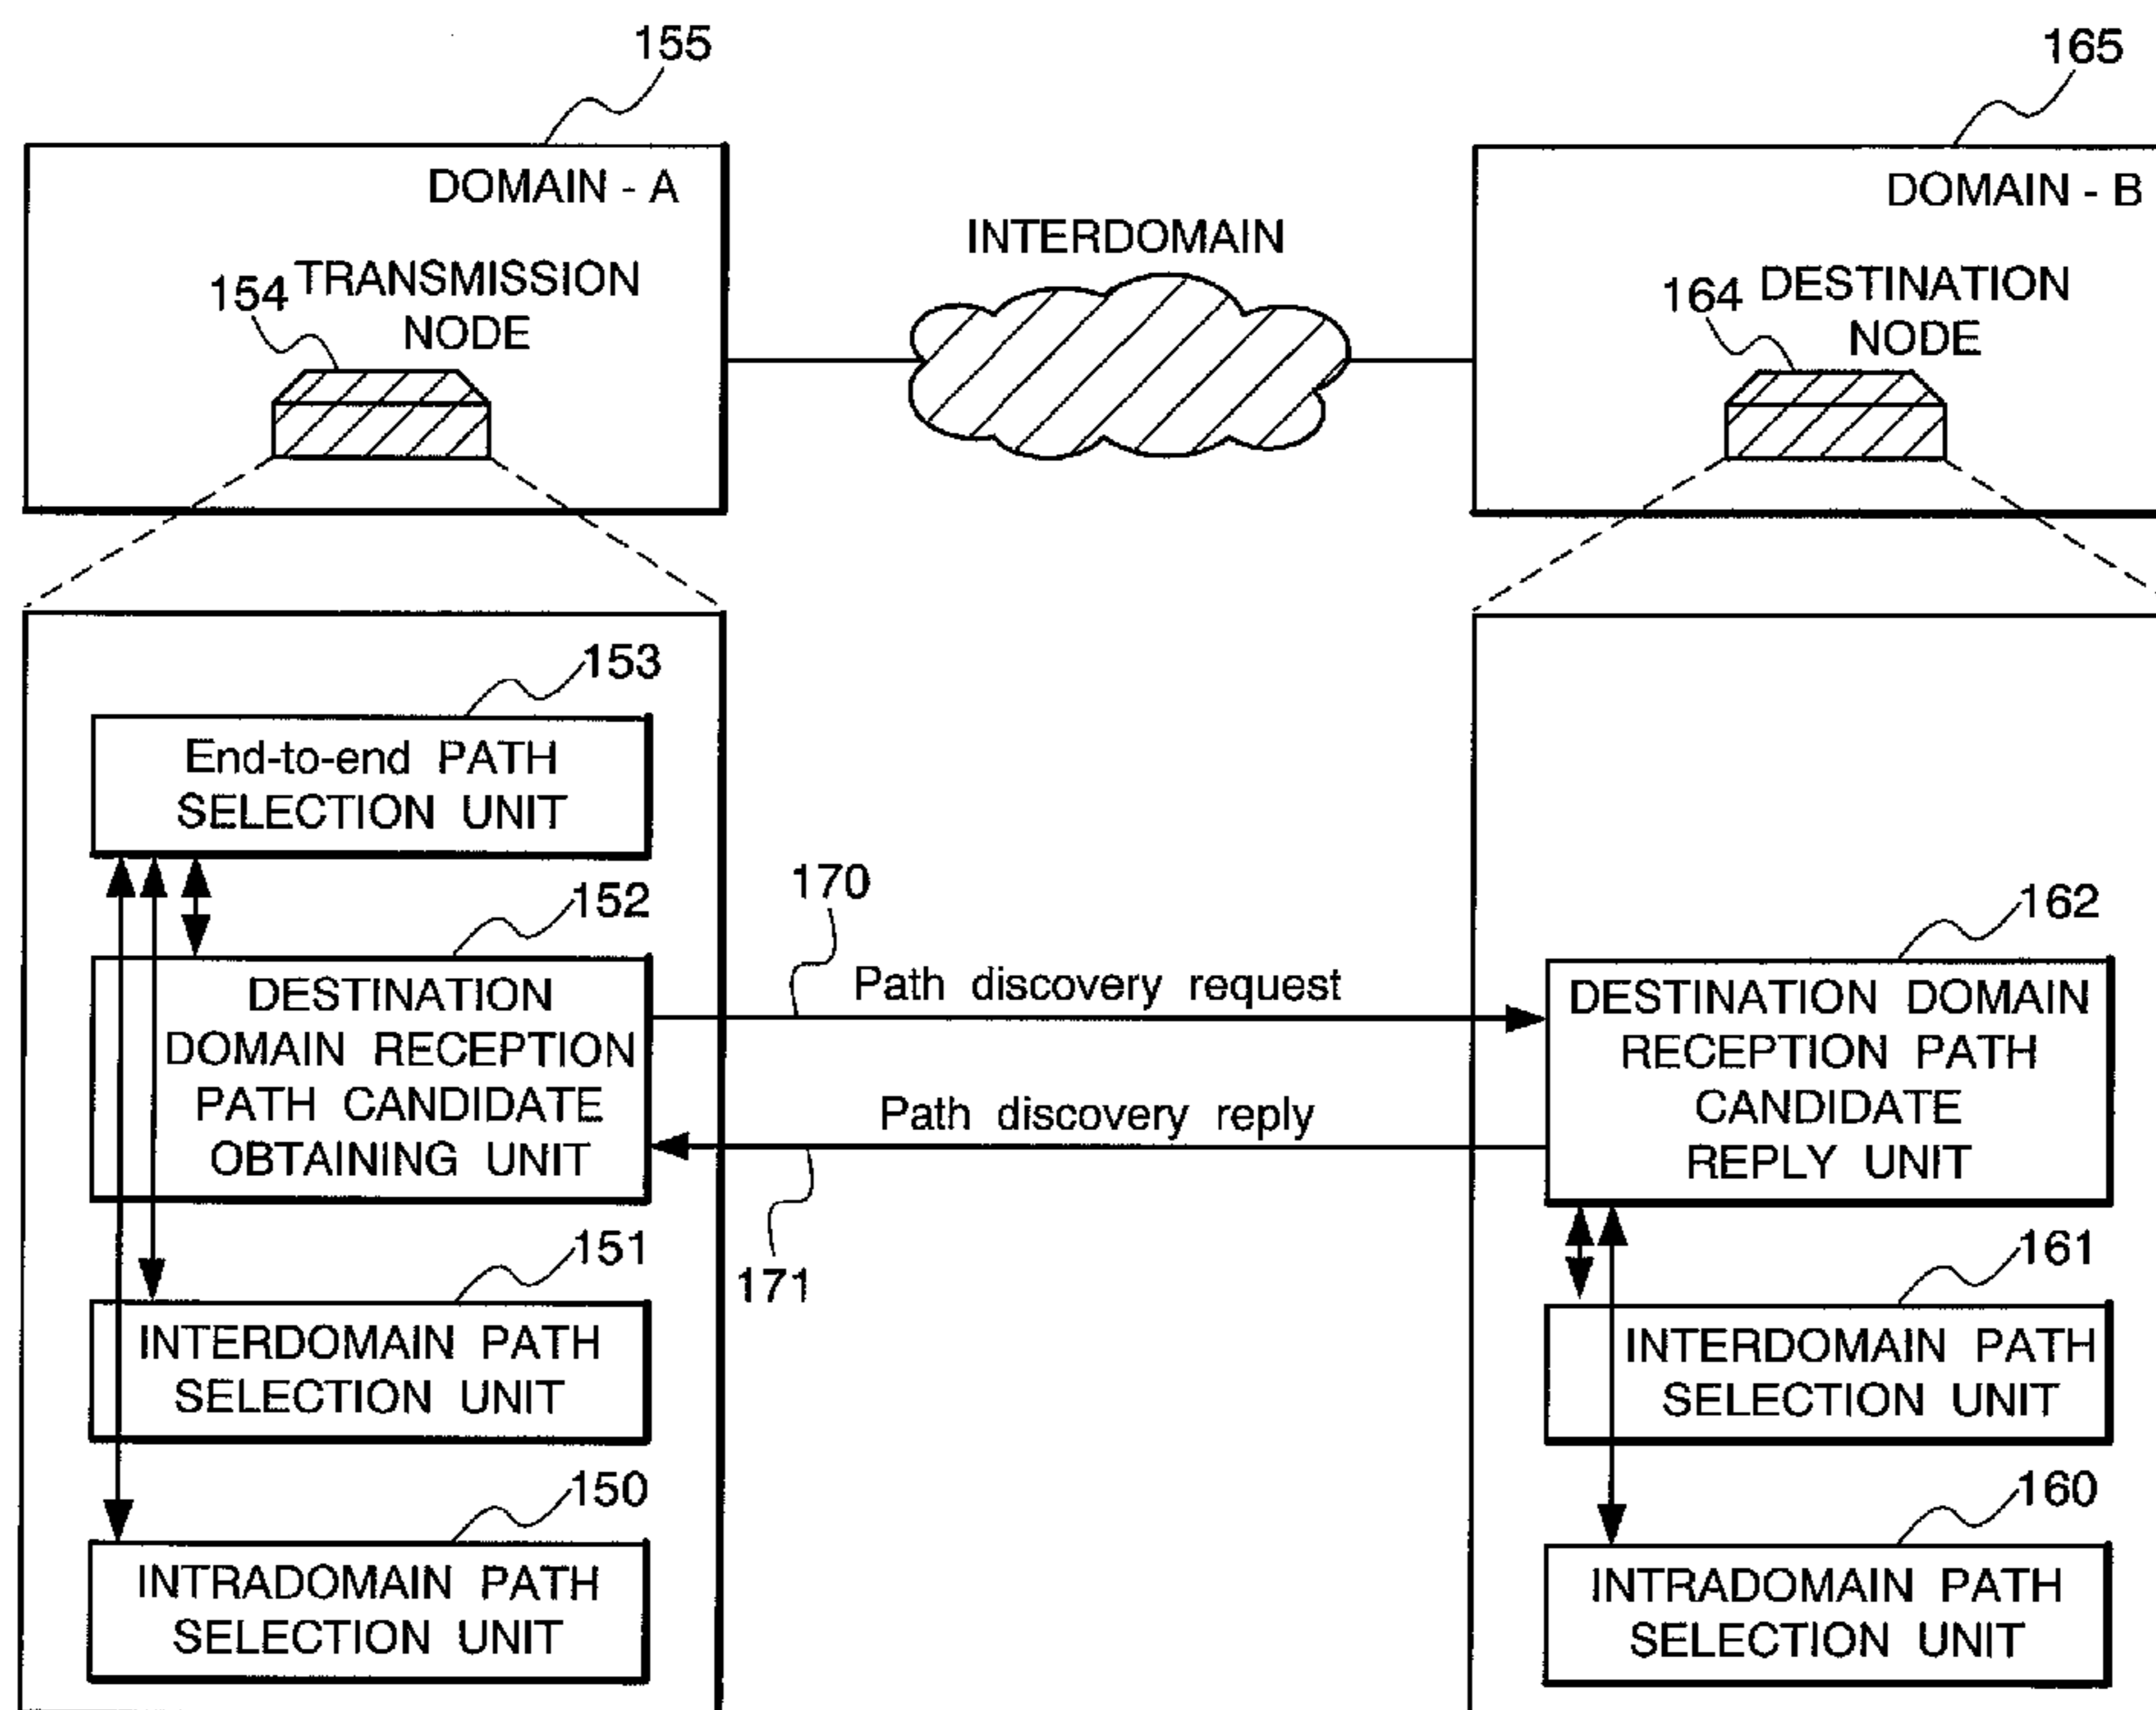 155
165
DOMAIN - A
DOMAIN - B
INTERDOMAIN
154
TRANSMISSION
NODE
164
DESTINATION
NODE
153
End-to-end PATH
SELECTION UNIT
152
DESTINATION
DOMAIN RECEPTION
PATH CANDIDATE
OBTAINING UNIT
170
Path discovery request
Path discovery reply
171
162
DESTINATION DOMAIN
RECEPTION PATH
CANDIDATE
REPLY UNIT
151
INTERDOMAIN PATH
SELECTION UNIT
161
INTERDOMAIN PATH
SELECTION UNIT
150
INTRADOMAIN PATH
SELECTION UNIT
160
INTRADOMAIN PATH
SELECTION UNIT